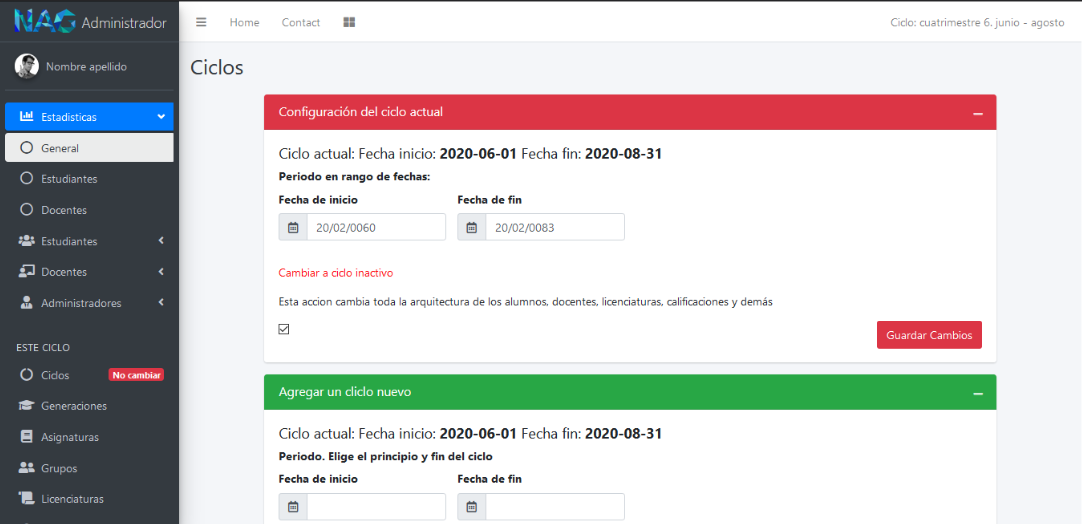 NAG Administrador
Nombre apellido
Estadisticas
General
Estudiantes
Docentes
Estudiantes
Docentes
Administradores
ESTE CICLO
Ciclos No cambiar
Generaciones
Asignaturas
Grupos
Licenciaturas
Home Contact Ciclo: cuatrimestre 6. junio - agosto
Ciclos
Configuración del ciclo actual
Ciclo actual: Fecha inicio: 2020-06-01 Fecha fin: 2020-08-31
Periodo en rango de fechas:
Fecha de inicio Fecha de fin
20/02/0060 20/02/0083
Cambiar a ciclo inactivo
Esta accion cambia toda la arquitectura de los alumnos, docentes, licenciaturas, calificaciones y demás
Guardar Cambios
Agregar un cliclo nuevo
Ciclo actual: Fecha inicio: 2020-06-01 Fecha fin: 2020-08-31
Periodo. Elige el principio y fin del ciclo
Fecha de inicio Fecha de fin